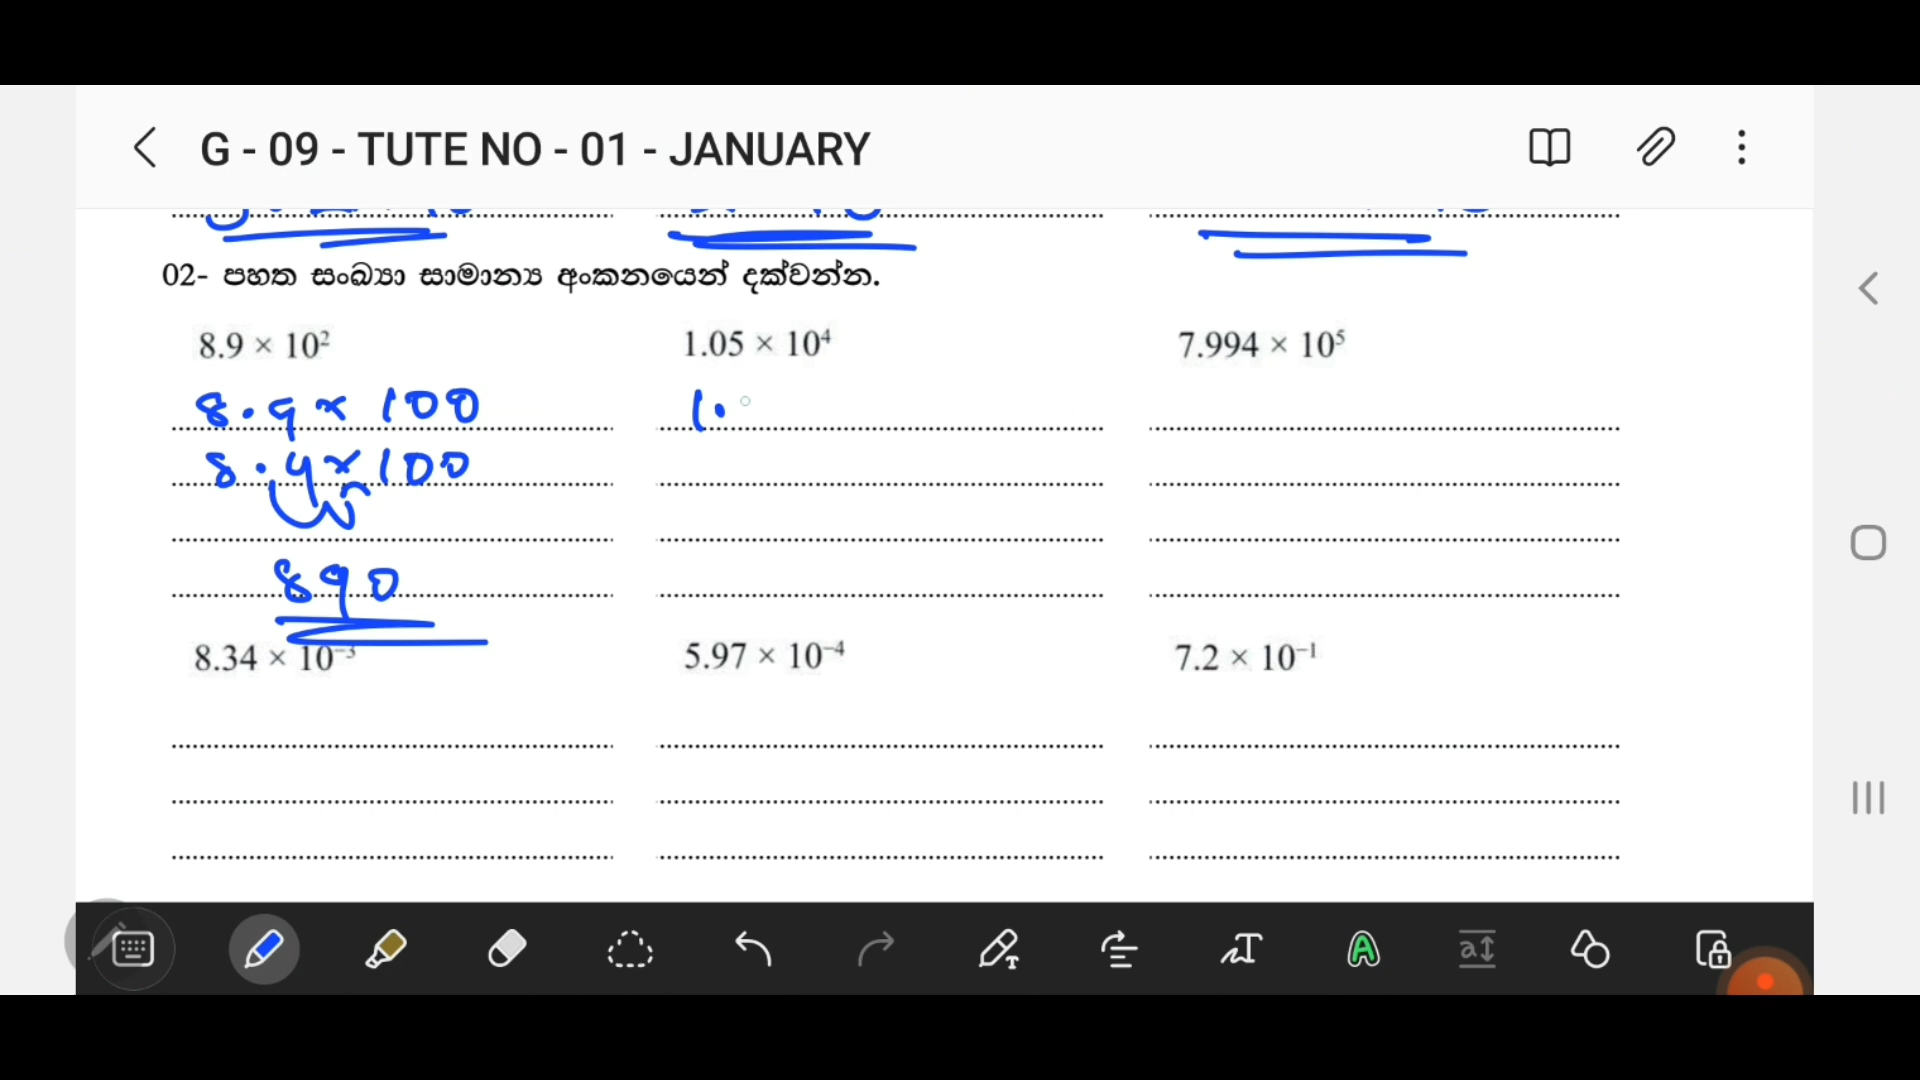 G - 09 - TUTE NO - 01 - JANUARY
02- පහත සංඛ්‍යා සාමාන්‍ය අංකනයෙන් දක්වන්න.
8.9 × 10² 1.05 × 10⁴ 7.994 × 10⁵
8.9 × 100 1.
8.9 × 100
890
8.34 × 10⁻³ 5.97 × 10⁻⁴ 7.2 × 10⁻¹